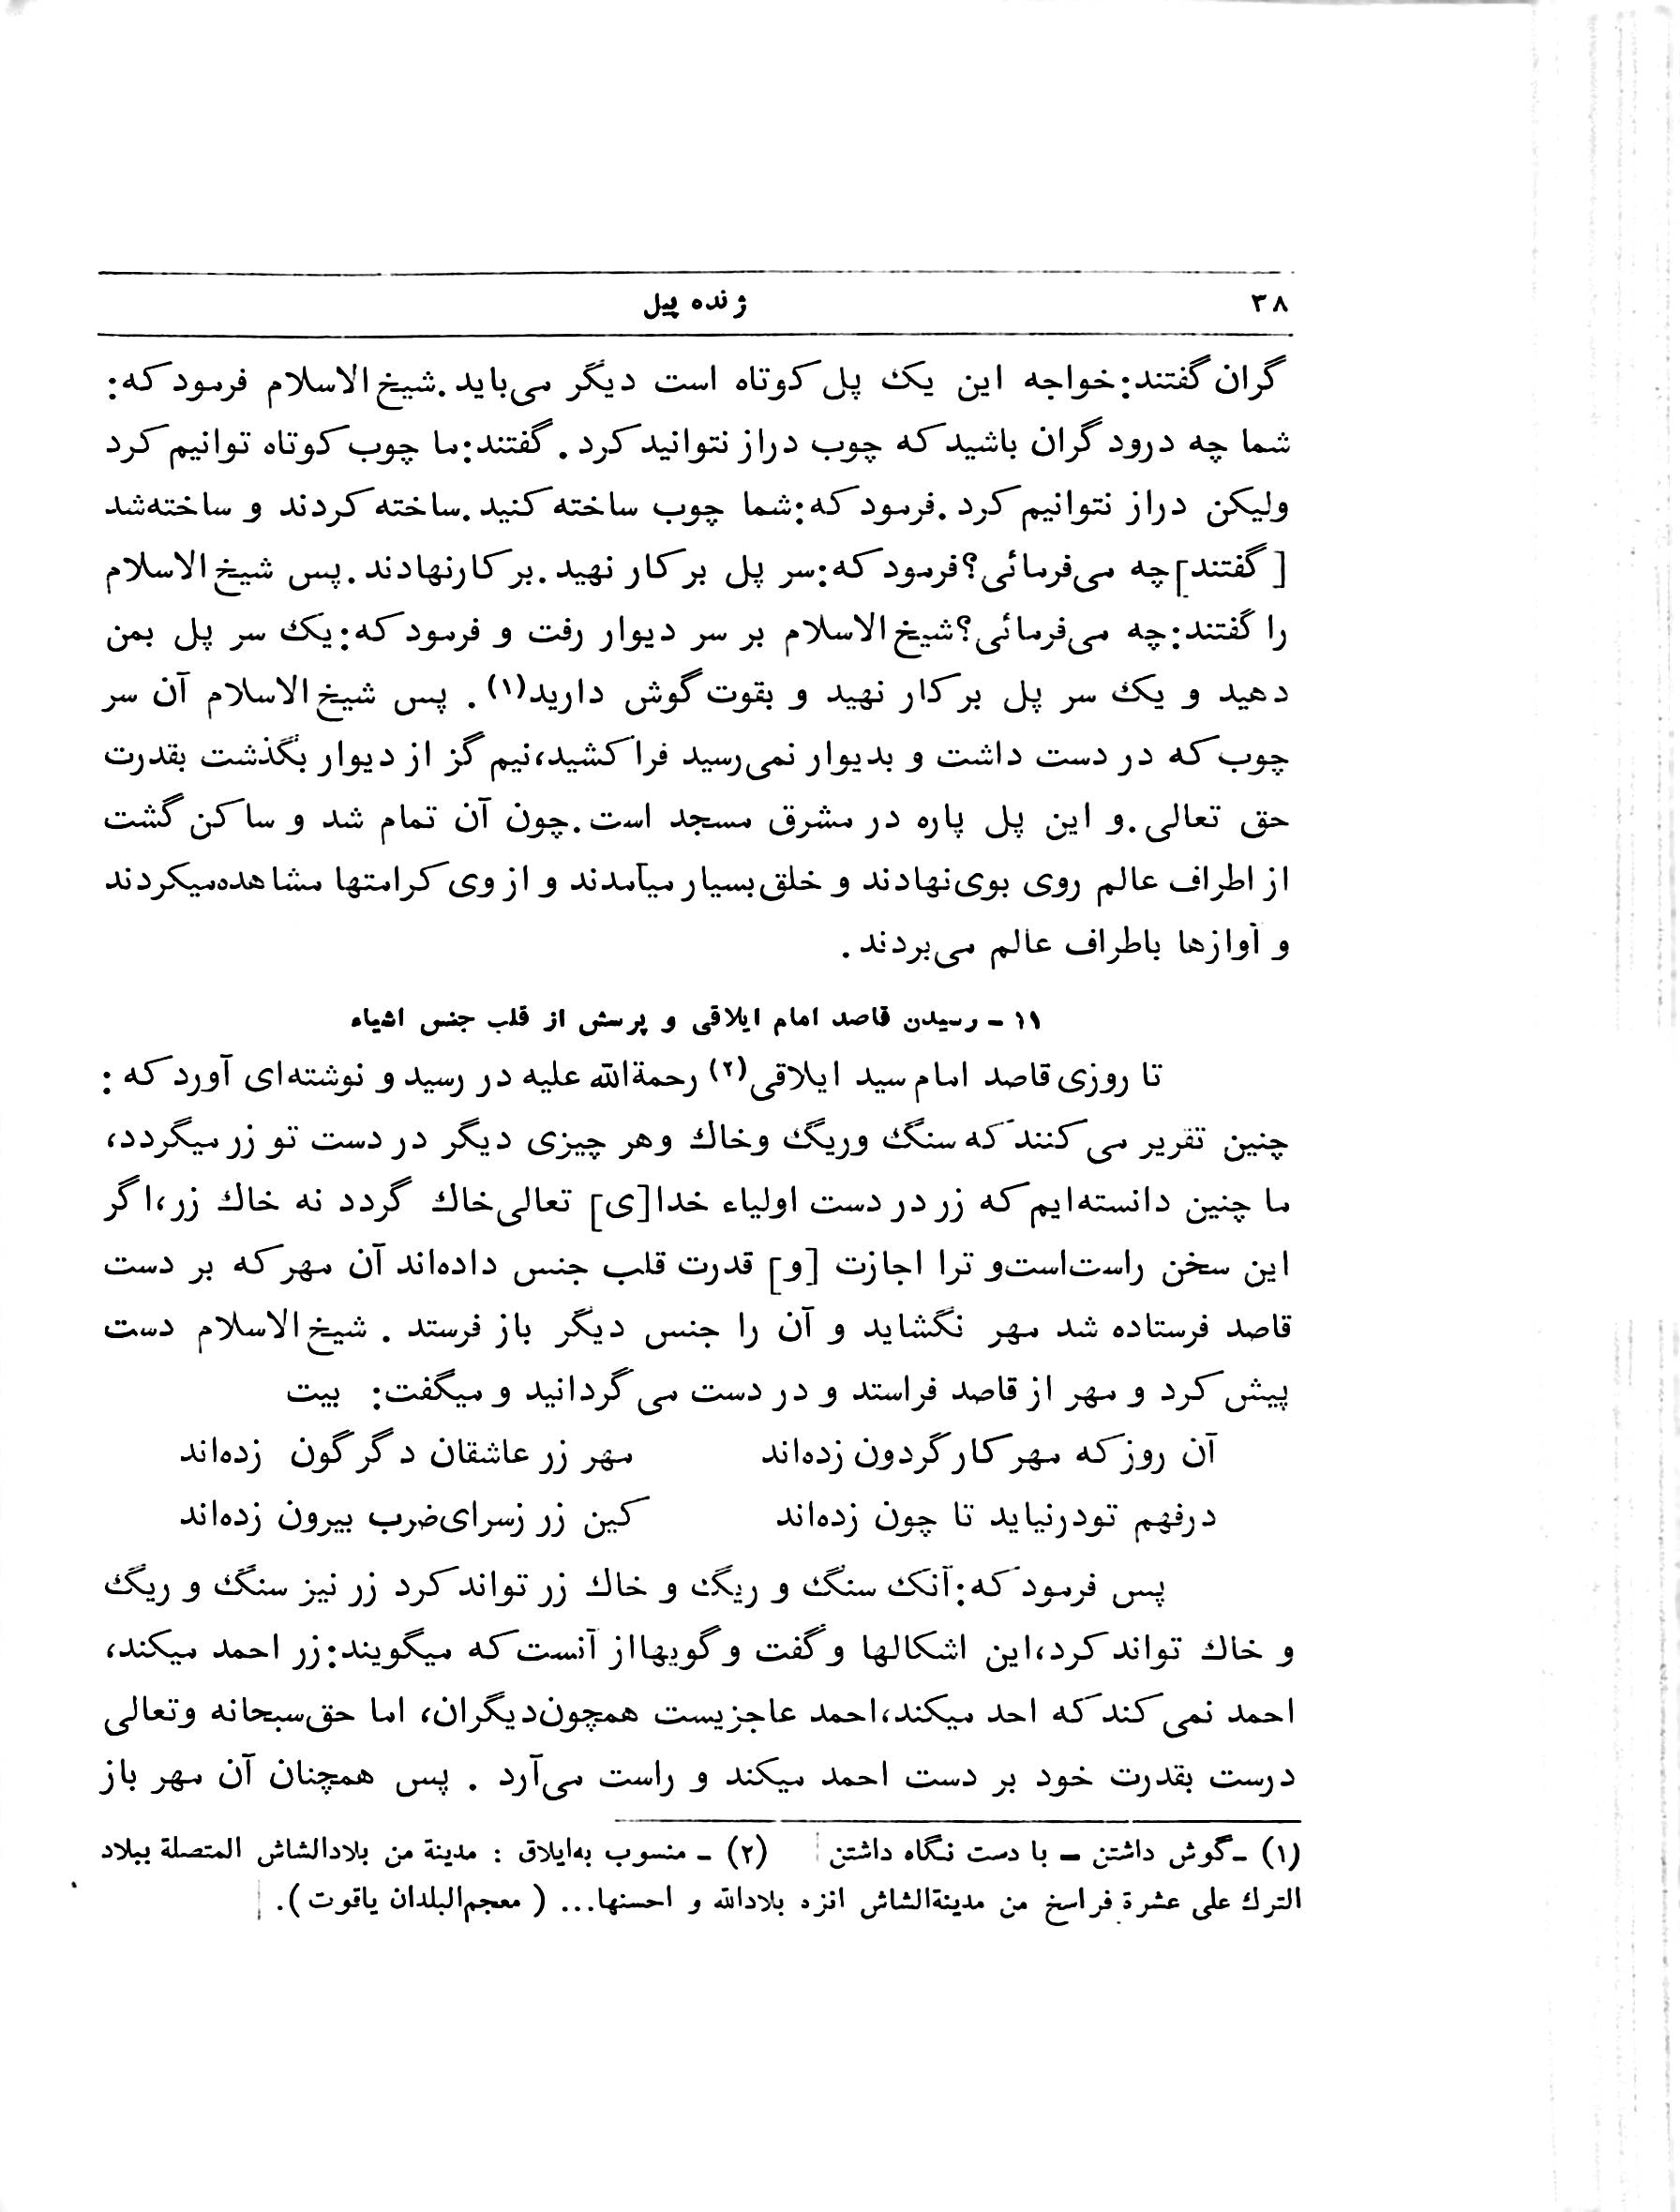 ۳۸ ژنده پیل
گران گفتند: خواجه این یک پل کوتاه است دیگر می‌باید. شیخ‌الاسلام فرمود که:
شما چه درودگران باشید که چوب دراز نتوانید کرد. گفتند: ما چوب کوتاه توانیم کرد
ولیکن دراز نتوانیم کرد. فرمود که: شما چوب ساخته کنید. ساخته کردند و ساخته‌شد
[گفتند] چه می‌فرمائی؟ فرمود که: سر پل بر کار نهید. بر کارنهادند. پس شیخ‌الاسلام
را گفتند: چه می‌فرمائی؟ شیخ‌الاسلام بر سر دیوار رفت و فرمود که: یک سر پل بمن
دهید و یک سر پل بر کار نهید و بقوت گوش دارید(۱). پس شیخ‌الاسلام آن سر
چوب که در دست داشت و بدیوار نمی‌رسید فرا کشید، نیم گز از دیوار بگذشت بقدرت
حق تعالی. و این پل پاره در مشرق مسجد است. چون آن تمام شد و ساکن گشت
از اطراف عالم روی بوی‌نهادند و خلق‌بسیار میآمدند و از وی کرامتها مشاهده‌میکردند
و آوازها باطراف عالم می‌بردند.
۱۱ - رسیدن قاصد امام ایلاقی و پرسش از قلب جنس اشیاء
تا روزی قاصد امام سید ایلاقی(۲) رحمةالله علیه در رسید و نوشته‌ای آورد که:
چنین تقریر می‌کنند که سنگ وریگ وخاك وهر چیزی دیگر در دست تو زر میگردد،
ما چنین دانسته‌ایم که زر در دست اولیاء خدا[ی] تعالی‌خاك گردد نه خاك زر، اگر
این سخن راست‌است‌و ترا اجازت [و] قدرت قلب جنس داده‌اند آن مهر که بر دست
قاصد فرستاده شد مهر نگشاید و آن را جنس دیگر باز فرستد. شیخ‌الاسلام دست
پیش کرد و مهر از قاصد فراستد و در دست می گردانید و میگفت: بیت
آن روز که مهر کار گردون زده‌اند مهر زر عاشقان دگر گون زده‌اند
درفهم تودرنیاید تا چون زده‌اند کین زر زسرای‌ضرب بیرون زده‌اند
پس فرمود که: آنک سنگ و ریگ و خاك زر تواند کرد زر نیز سنگ و ریگ
و خاك تواند کرد، این اشکالها و گفت و گویهااز آنست که میگویند: زر احمد میکند،
احمد نمی کند که احد میکند، احمد عاجزیست همچون‌دیگران، اما حق‌سبحانه وتعالی
درست بقدرت خود بر دست احمد میکند و راست می‌آرد. پس همچنان آن مهر باز
(۱) - گوش داشتن - با دست نگاه داشتن (۲) - منسوب به‌ایلاق : مدینة من بلادالشاش المتصلة ببلاد
الترك علی عشرة فراسخ من مدینةالشاش انزه بلادالله و احسنها... (معجم‌البلدان یاقوت).